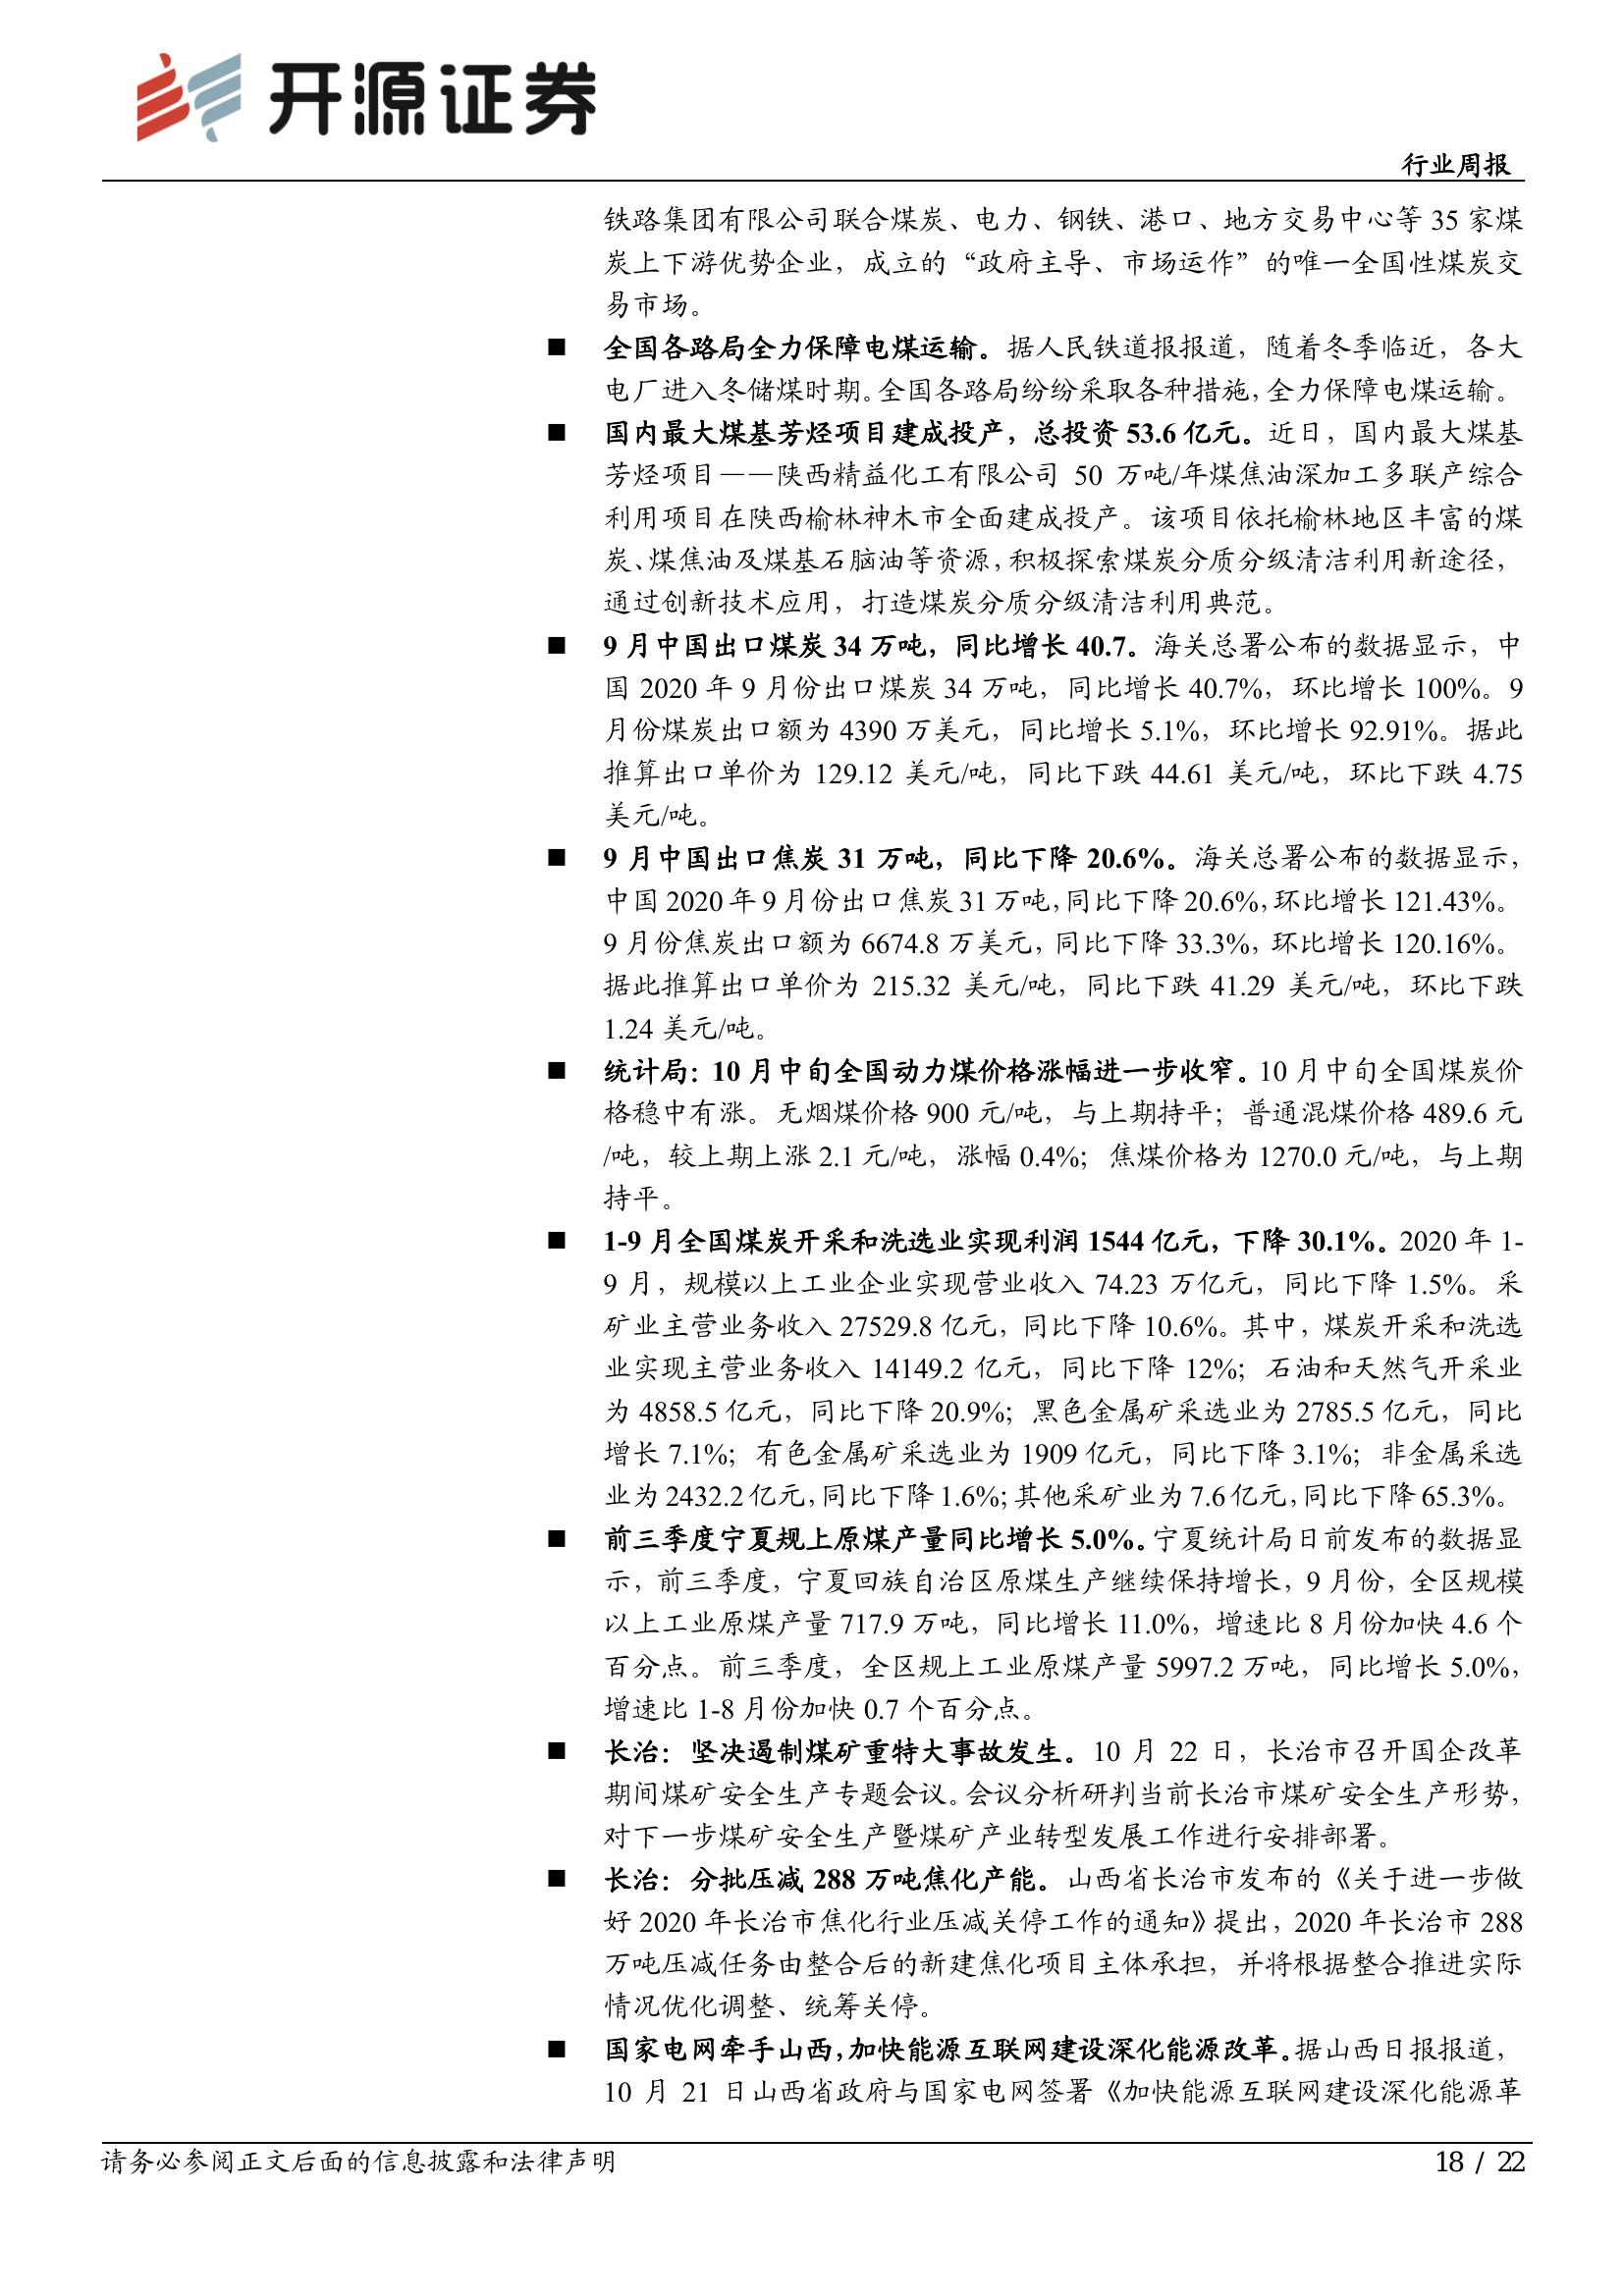 开源证券
行业周报
铁路集团有限公司联合煤炭、电力、钢铁、港口、地方交易中心等 35 家煤
炭上下游优势企业，成立的“政府主导、市场运作”的唯一全国性煤炭交
易市场。
■ 全国各路局全力保障电煤运输。据人民铁道报报道，随着冬季临近，各大
电厂进入冬储煤时期。全国各路局纷纷采取各种措施，全力保障电煤运输。
■ 国内最大煤基芳烃项目建成投产，总投资 53.6 亿元。近日，国内最大煤基
芳烃项目——陕西精益化工有限公司 50 万吨/年煤焦油深加工多联产综合
利用项目在陕西榆林神木市全面建成投产。该项目依托榆林地区丰富的煤
炭、煤焦油及煤基石脑油等资源，积极探索煤炭分质分级清洁利用新途径，
通过创新技术应用，打造煤炭分质分级清洁利用典范。
■ 9 月中国出口煤炭 34 万吨，同比增长 40.7。海关总署公布的数据显示，中
国 2020 年 9 月份出口煤炭 34 万吨，同比增长 40.7%，环比增长 100%。9
月份煤炭出口额为 4390 万美元，同比增长 5.1%，环比增长 92.91%。据此
推算出口单价为 129.12 美元/吨，同比下跌 44.61 美元/吨，环比下跌 4.75
美元/吨。
■ 9 月中国出口焦炭 31 万吨，同比下降 20.6%。海关总署公布的数据显示，
中国 2020 年 9 月份出口焦炭 31 万吨，同比下降 20.6%，环比增长 121.43%。
9 月份焦炭出口额为 6674.8 万美元，同比下降 33.3%，环比增长 120.16%。
据此推算出口单价为 215.32 美元/吨，同比下跌 41.29 美元/吨，环比下跌
1.24 美元/吨。
■ 统计局：10 月中旬全国动力煤价格涨幅进一步收窄。10 月中旬全国煤炭价
格稳中有涨。无烟煤价格 900 元/吨，与上期持平；普通混煤价格 489.6 元
/吨，较上期上涨 2.1 元/吨，涨幅 0.4%；焦煤价格为 1270.0 元/吨，与上期
持平。
■ 1-9 月全国煤炭开采和洗选业实现利润 1544 亿元，下降 30.1%。2020 年 1-
9 月，规模以上工业企业实现营业收入 74.23 万亿元，同比下降 1.5%。采
矿业主营业务收入 27529.8 亿元，同比下降 10.6%。其中，煤炭开采和洗选
业实现主营业务收入 14149.2 亿元，同比下降 12%；石油和天然气开采业
为 4858.5 亿元，同比下降 20.9%；黑色金属矿采选业为 2785.5 亿元，同比
增长 7.1%；有色金属矿采选业为 1909 亿元，同比下降 3.1%；非金属采选
业为 2432.2 亿元，同比下降 1.6%；其他采矿业为 7.6 亿元，同比下降 65.3%。
■ 前三季度宁夏规上原煤产量同比增长 5.0%。宁夏统计局日前发布的数据显
示，前三季度，宁夏回族自治区原煤生产继续保持增长，9 月份，全区规模
以上工业原煤产量 717.9 万吨，同比增长 11.0%，增速比 8 月份加快 4.6 个
百分点。前三季度，全区规上工业原煤产量 5997.2 万吨，同比增长 5.0%，
增速比 1-8 月份加快 0.7 个百分点。
■ 长治：坚决遏制煤矿重特大事故发生。10 月 22 日，长治市召开国企改革
期间煤矿安全生产专题会议。会议分析研判当前长治市煤矿安全生产形势，
对下一步煤矿安全生产暨煤矿产业转型发展工作进行安排部署。
■ 长治：分批压减 288 万吨焦化产能。山西省长治市发布的《关于进一步做
好 2020 年长治市焦化行业压减关停工作的通知》提出，2020 年长治市 288
万吨压减任务由整合后的新建焦化项目主体承担，并将根据整合推进实际
情况优化调整、统筹关停。
■ 国家电网牵手山西，加快能源互联网建设深化能源改革。据山西日报报道，
10 月 21 日山西省政府与国家电网签署《加快能源互联网建设深化能源革
请务必参阅正文后面的信息披露和法律声明
18 / 22